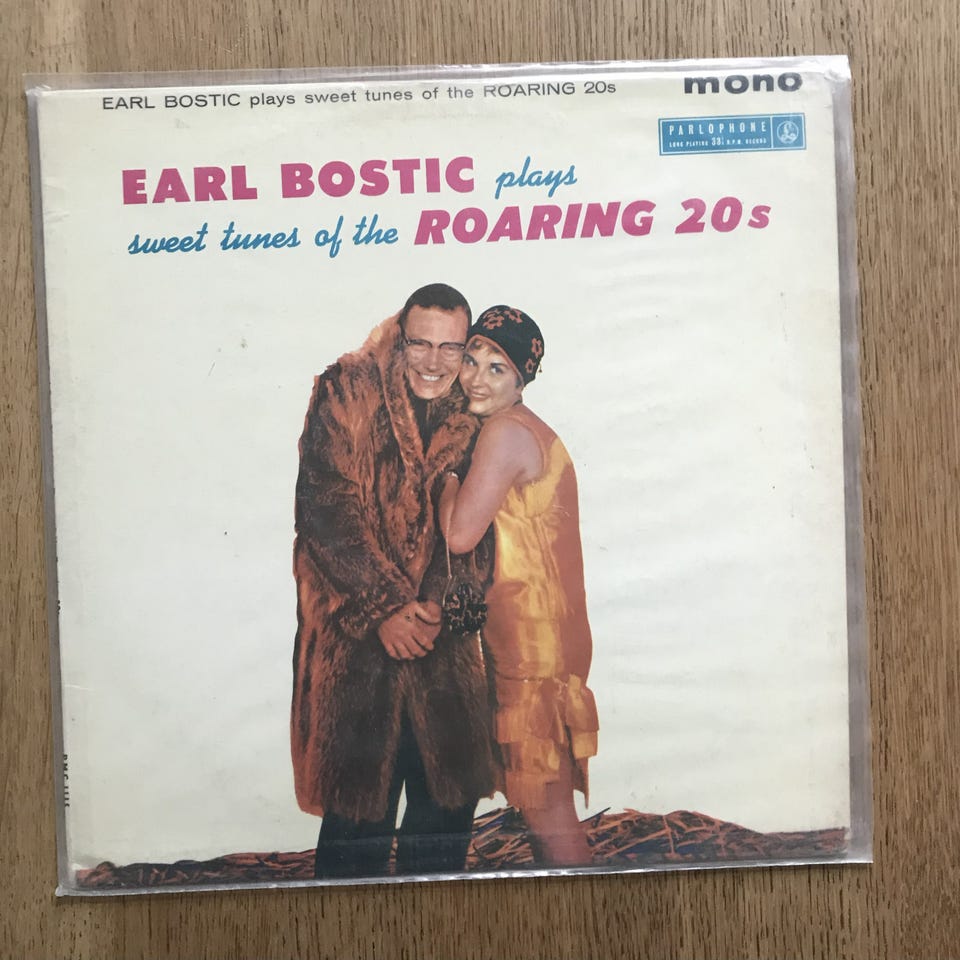 EARL BOSTIC plays sweet tunes of the ROARING 20s
mono
PARLOPHONE
LONG PLAYING 33⅓ R.P.M. RECORD
EARL BOSTIC plays
sweet tunes of the ROARING 20s